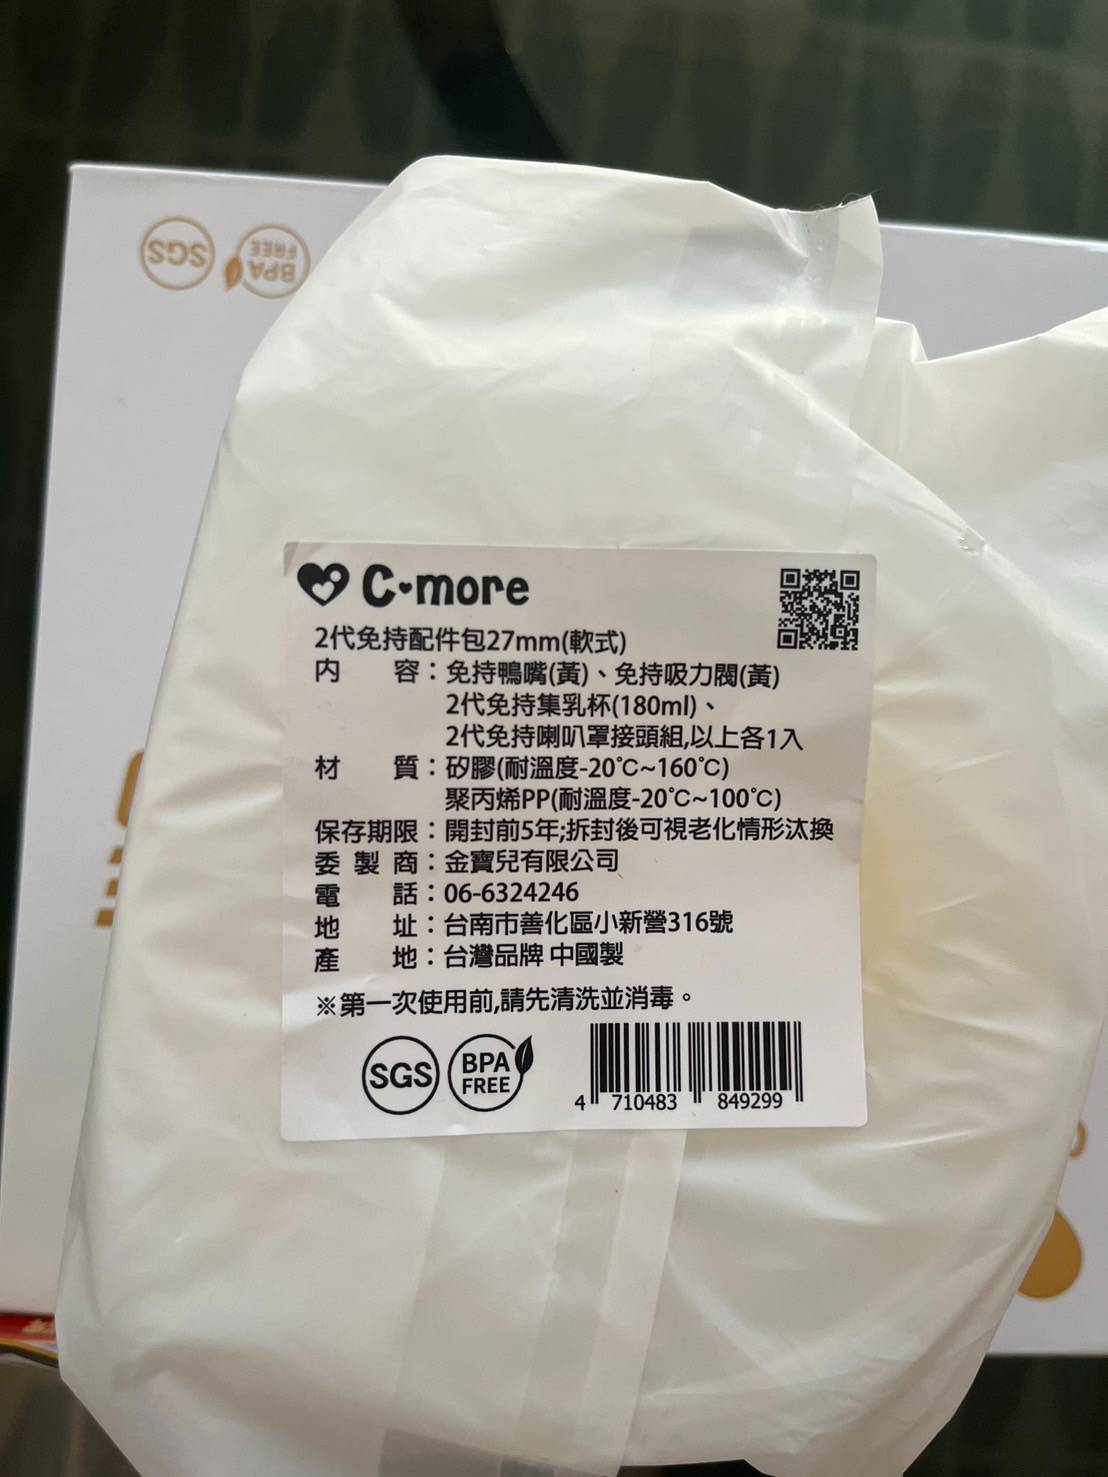 SGS
BPA
FREE
C·more
2代免持配件包27mm(軟式)
內 容：免持鴨嘴(黃)、免持吸力閥(黃)
2代免持集乳杯(180ml)、
2代免持喇叭罩接頭組,以上各1入
材 質：矽膠(耐溫度-20℃~160℃)
聚丙烯PP(耐溫度-20℃~100℃)
保存期限：開封前5年;拆封後可視老化情形汰換
委製商：金寶兒有限公司
電 話：06-6324246
地 址：台南市善化區小新營316號
產 地：台灣品牌 中國製
※第一次使用前,請先清洗並消毒。
SGS
BPA
FREE
4 710483 849299